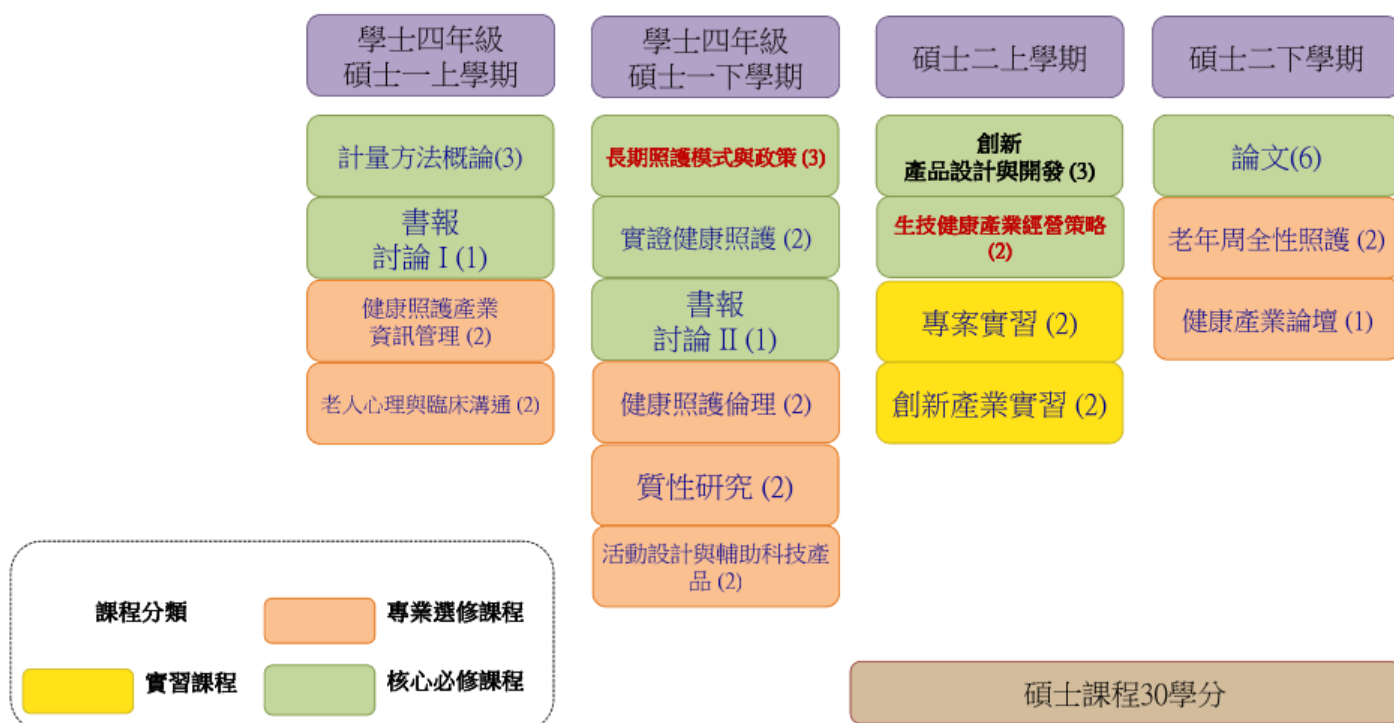 學士四年級
碩士一上學期
學士四年級
碩士一下學期
碩士二上學期
碩士二下學期
計量方法概論(3)
書報
討論 I (1)
健康照護產業
資訊管理 (2)
老人心理與臨床溝通 (2)
長期照護模式與政策 (3)
實證健康照護 (2)
書報
討論 II (1)
健康照護倫理 (2)
質性研究 (2)
活動設計與輔助科技產
品 (2)
創新
產品設計與開發 (3)
生技健康產業經營策略
(2)
專案實習 (2)
創新產業實習 (2)
論文(6)
老年周全性照護 (2)
健康產業論壇 (1)
課程分類
專業選修課程
實習課程
核心必修課程
碩士課程30學分